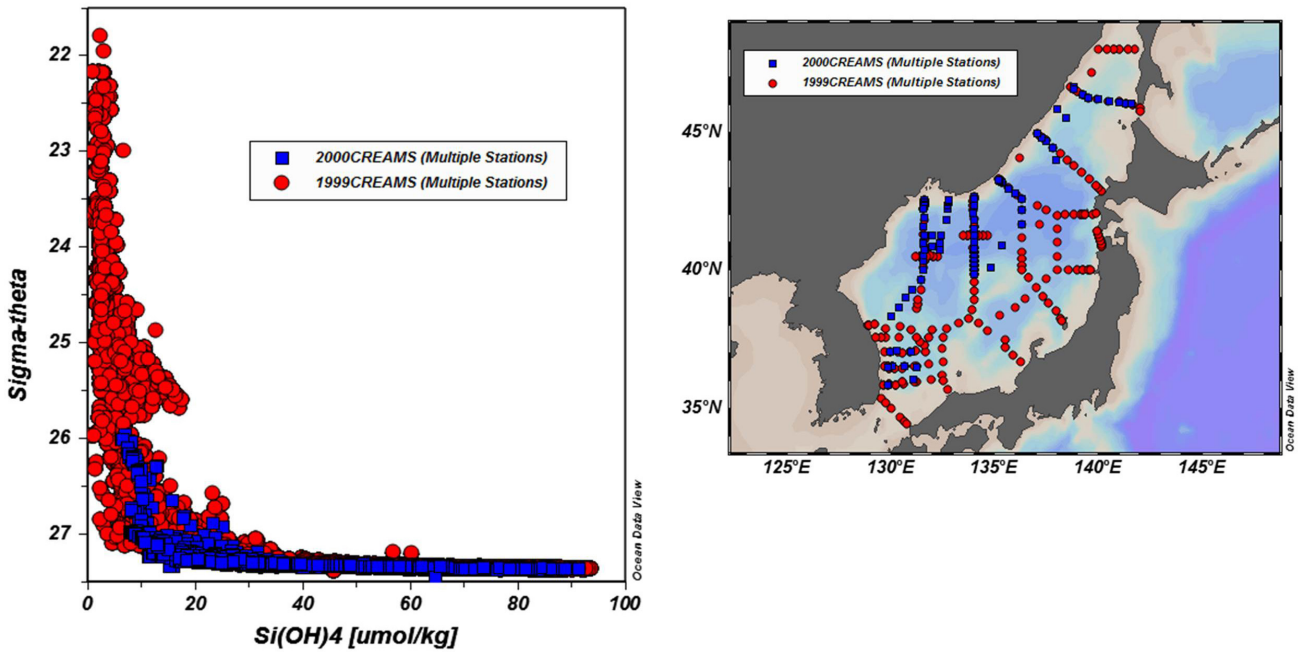 22
23
24
25
26
27
Sigma-theta
2000CREAMS (Multiple Stations)
1999CREAMS (Multiple Stations)
Ocean Data View
0 20 40 60 80 100
Si(OH)4 [umol/kg]
2000CREAMS (Multiple Stations)
1999CREAMS (Multiple Stations)
45°N
40°N
35°N
125°E 130°E 135°E 140°E 145°E
Ocean Data View